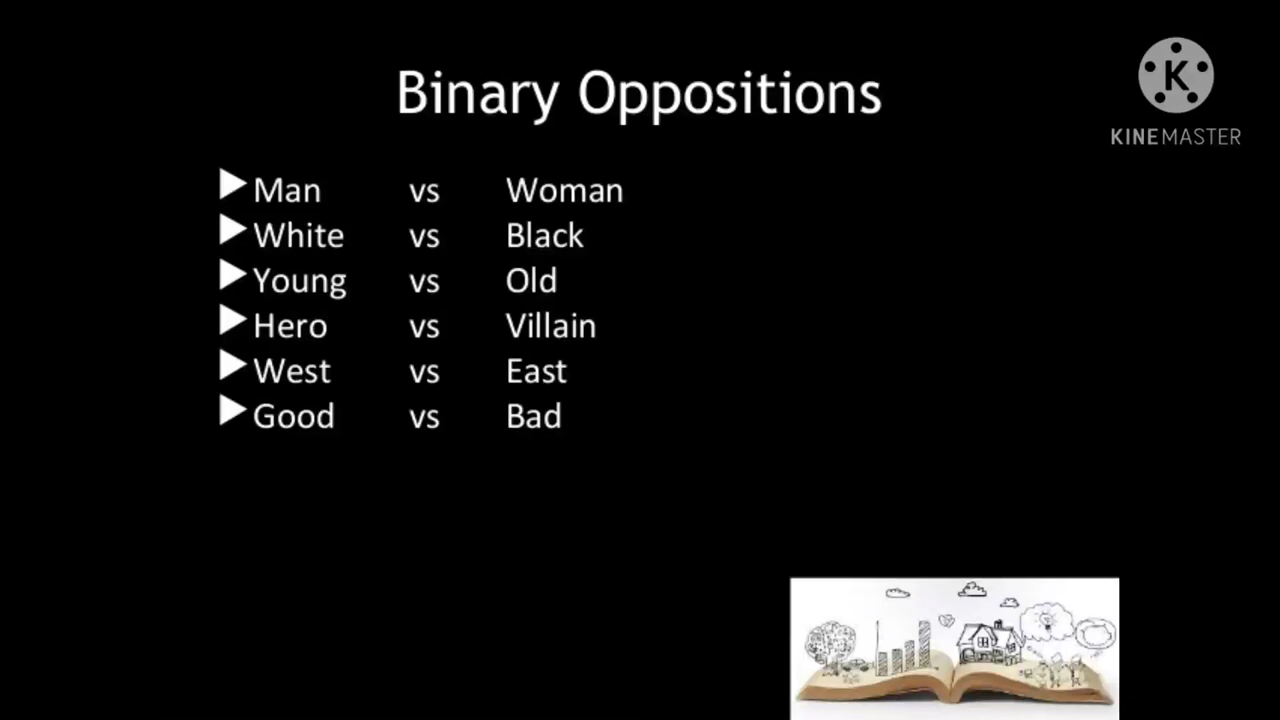 Binary Oppositions
K
KINEMASTER
Man vs Woman
White vs Black
Young vs Old
Hero vs Villain
West vs East
Good vs Bad